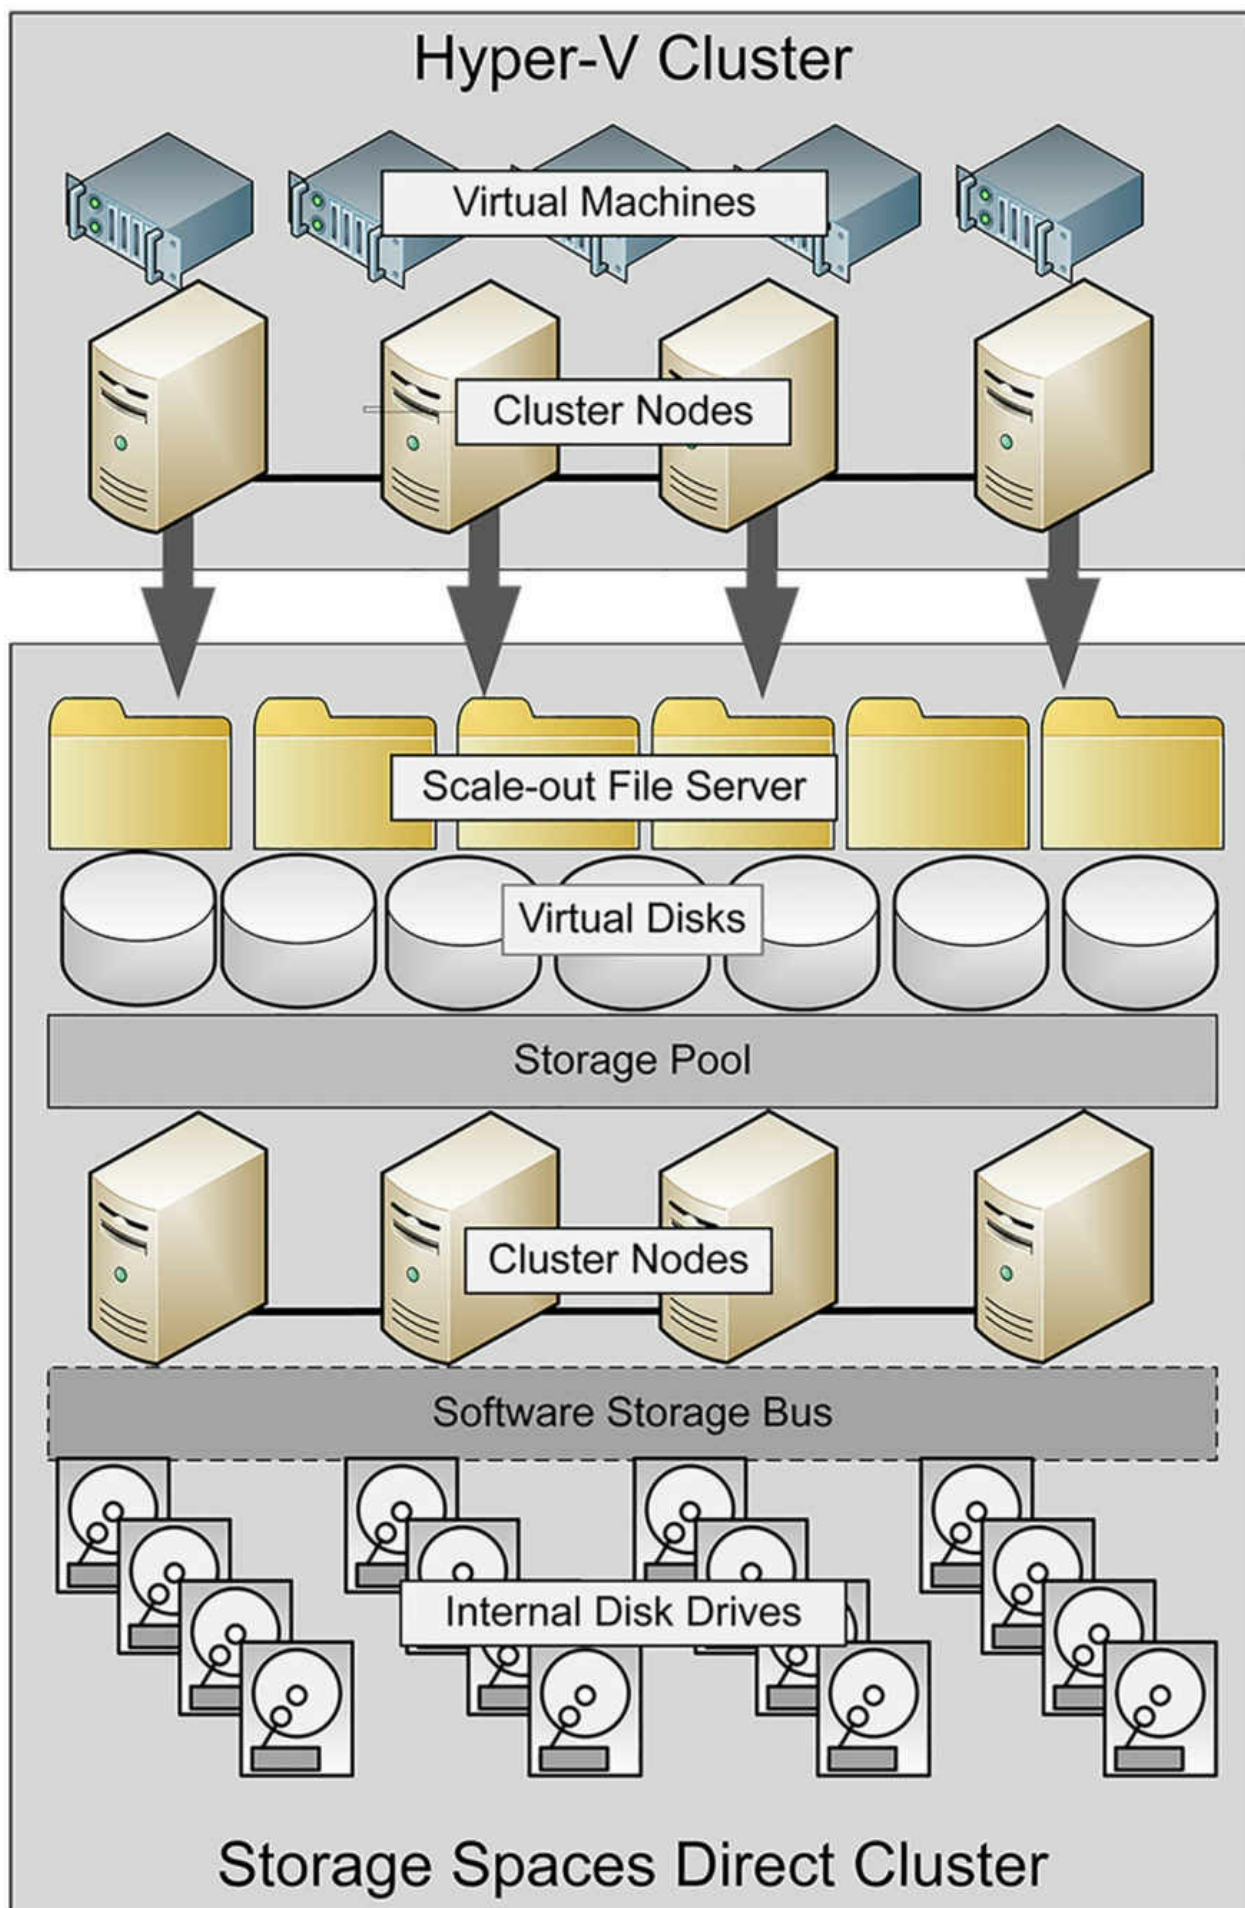 Hyper-V Cluster
Virtual Machines
Cluster Nodes
Scale-out File Server
Virtual Disks
Storage Pool
Cluster Nodes
Software Storage Bus
Internal Disk Drives
Storage Spaces Direct Cluster